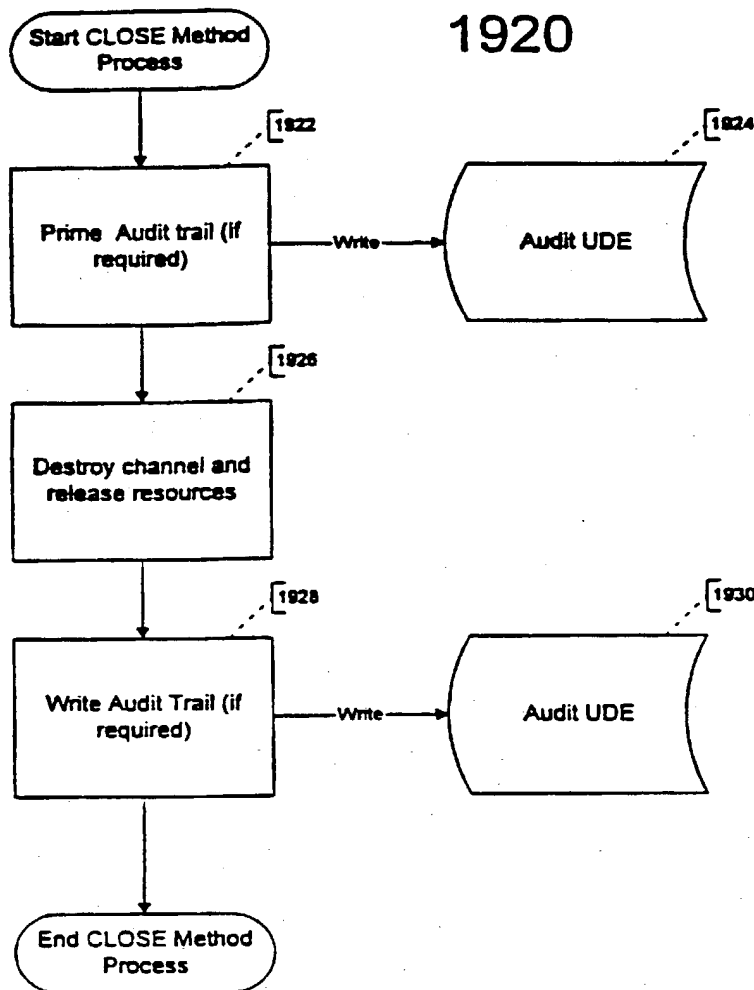 1920
Start CLOSE Method
Process
1922
1924
Prime Audit trail (if
required)
Write
Audit UDE
1926
Destroy channel and
release resources
1928
1930
Write Audit Trail (if
required)
Write
Audit UDE
End CLOSE Method
Process